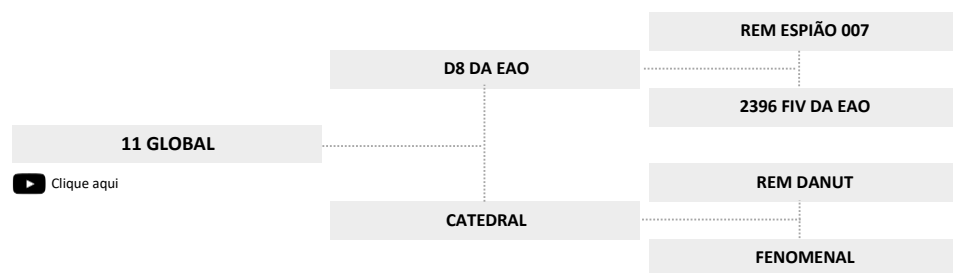 REM ESPIÃO 007
D8 DA EAO
2396 FIV DA EAO
11 GLOBAL
Clique aqui
REM DANUT
CATEDRAL
FENOMENAL